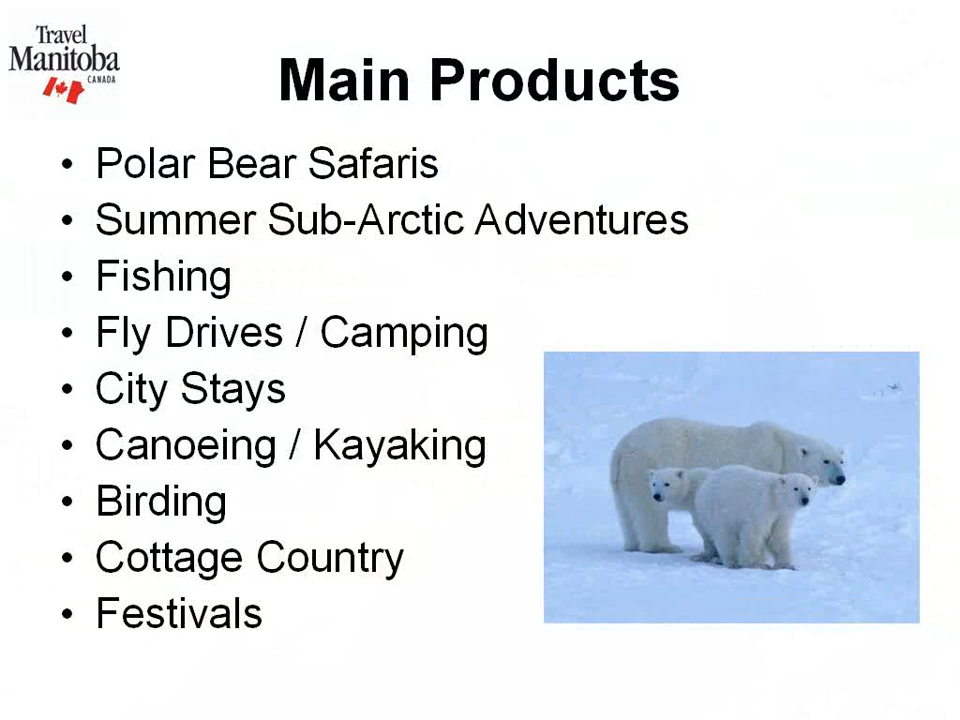 Travel
Manitoba
CANADA
Main Products
• Polar Bear Safaris
• Summer Sub-Arctic Adventures
• Fishing
• Fly Drives / Camping
• City Stays
• Canoeing / Kayaking
• Birding
• Cottage Country
• Festivals